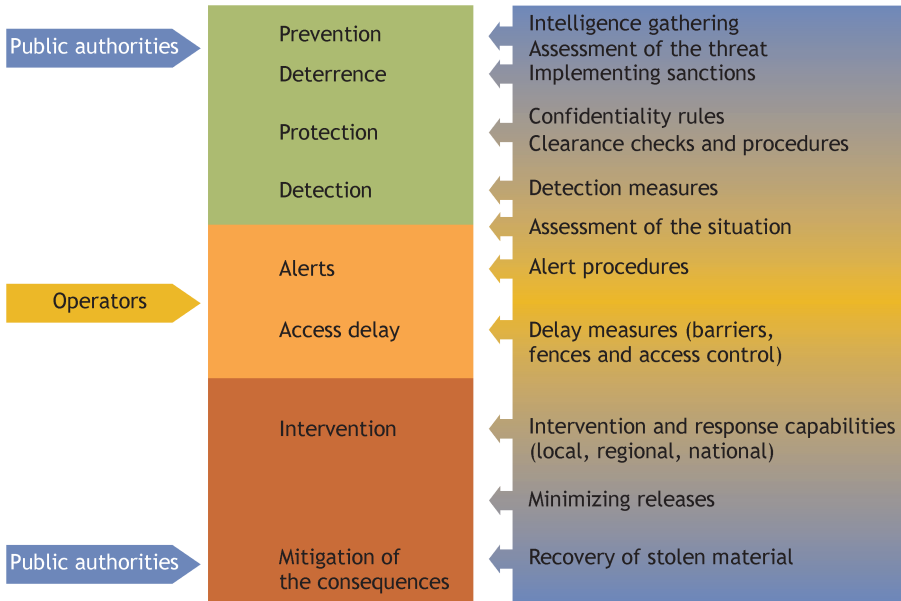 Public authorities
Operators
Public authorities
Prevention
Deterrence
Protection
Detection
Alerts
Access delay
Intervention
Mitigation of
the consequences
Intelligence gathering
Assessment of the threat
Implementing sanctions
Confidentiality rules
Clearance checks and procedures
Detection measures
Assessment of the situation
Alert procedures
Delay measures (barriers,
fences and access control)
Intervention and response capabilities
(local, regional, national)
Minimizing releases
Recovery of stolen material